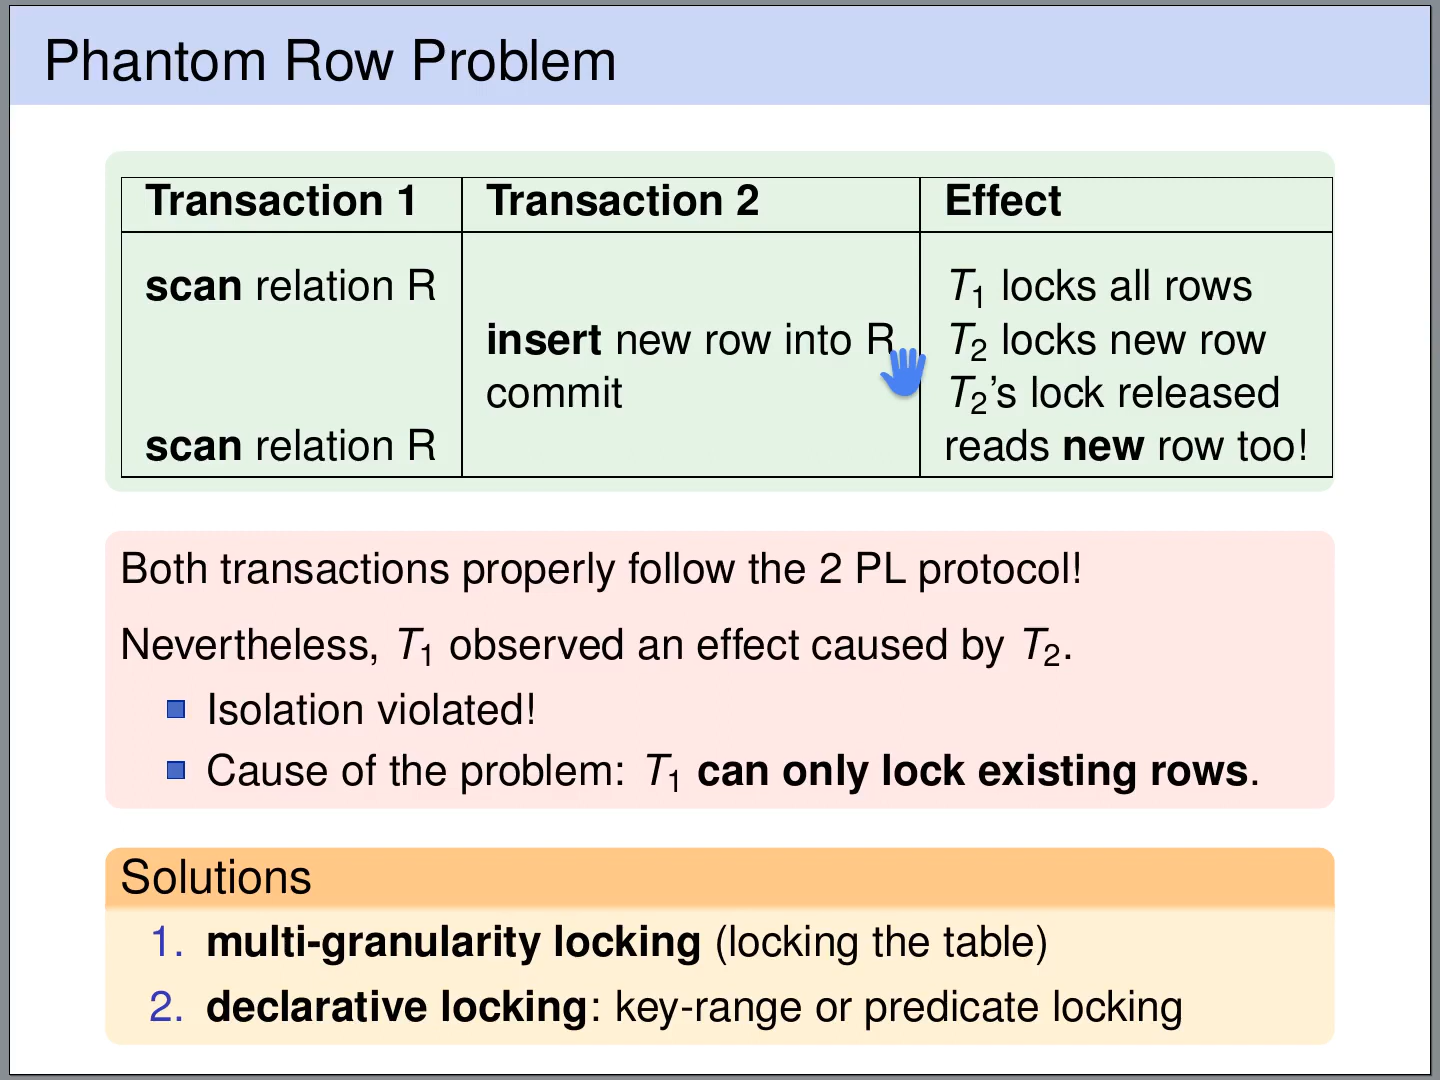 Phantom Row Problem
Transaction 1 Transaction 2 Effect
scan relation R T1 locks all rows
insert new row into R T2 locks new row
commit T2's lock released
scan relation R reads new row too!
Both transactions properly follow the 2 PL protocol!
Nevertheless, T1 observed an effect caused by T2.
Isolation violated!
Cause of the problem: T1 can only lock existing rows.
Solutions
1. multi-granularity locking (locking the table)
2. declarative locking: key-range or predicate locking